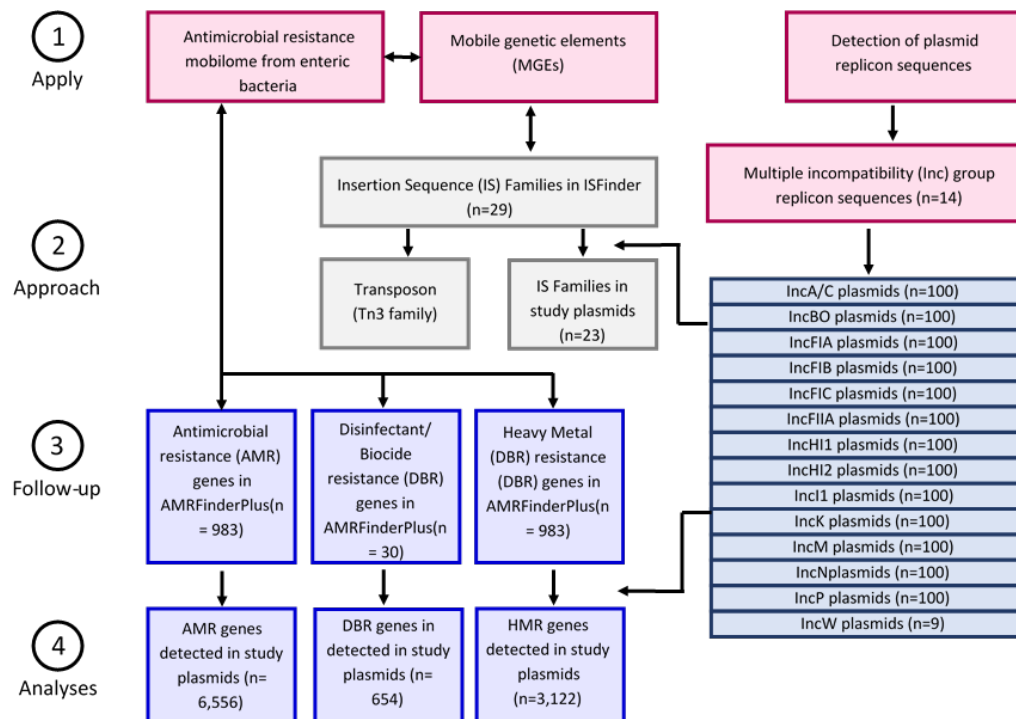 1
Apply
Antimicrobial resistance
mobilome from enteric
bacteria
Mobile genetic elements
(MGEs)
Detection of plasmid
replicon sequences
Multiple incompatibility (Inc) group
replicon sequences (n=14)
2
Approach
Insertion Sequence (IS) Families in ISFinder
(n=29)
Transposon
(Tn3 family)
IS Families in
study plasmids
(n=23)
IncA/C plasmids (n=100)
IncBO plasmids (n=100)
IncFIA plasmids (n=100)
IncFIB plasmids (n=100)
IncFIC plasmids (n=100)
IncFIIA plasmids (n=100)
IncHI1 plasmids (n=100)
IncHI2 plasmids (n=100)
IncI1 plasmids (n=100)
IncK plasmids (n=100)
IncM plasmids (n=100)
IncNplasmids (n=100)
IncP plasmids (n=100)
IncW plasmids (n=9)
3
Follow-up
Antimicrobial
resistance (AMR)
genes in
AMRFinderPlus(n
= 983)
Disinfectant/
Biocide
resistance (DBR)
genes in
AMRFinderPlus(n
= 30)
Heavy Metal
(DBR) resistance
(DBR) genes in
AMRFinderPlus(n
= 983)
4
Analyses
AMR genes
detected in study
plasmids (n=
6,556)
DBR genes in
detected in study
plasmids (n=
654)
HMR genes
detected in study
plasmids
(n=3,122)